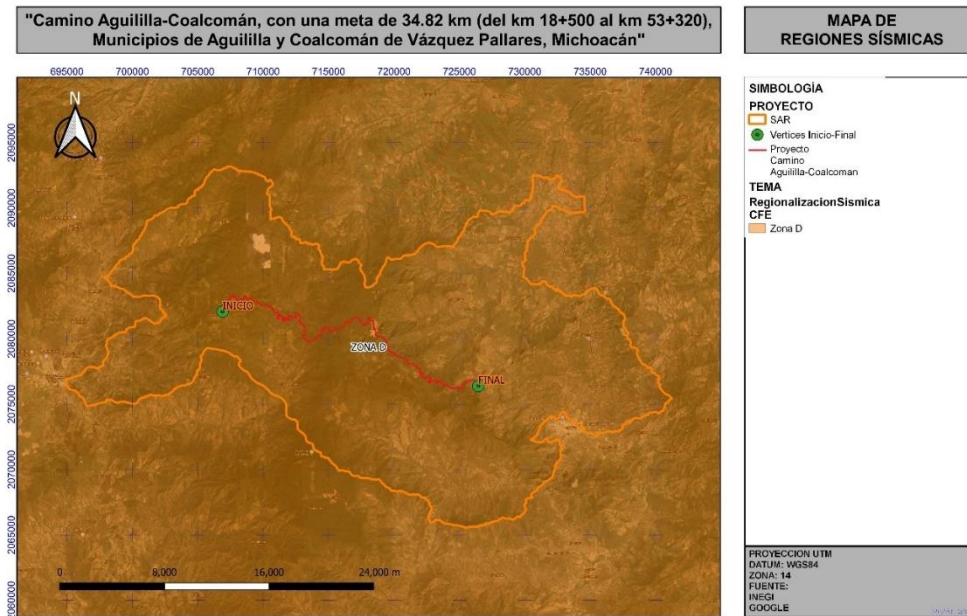 "Camino Aguililla-Coalcomán, con una meta de 34.82 km (del km 18+500 al km 53+320),
Municipios de Aguililla y Coalcomán de Vázquez Pallares, Michoacán"
MAPA DE
REGIONES SÍSMICAS
695000 700000 705000 710000 715000 720000 725000 730000 735000 740000
N
2095000
2090000
2085000
2080000
2075000
2070000
2065000
2060000
INICIO
ZONA D
FINAL
0 8,000 16,000 24,000 m
SIMBOLOGÍA
PROYECTO
SAR
Vertices Inicio-Final
Proyecto
Camino
Aguililla-Coalcoman
TEMA
RegionalizacionSismica
CFE
Zona D
PROYECCION UTM
DATUM: WGS84
ZONA: 14
FUENTE:
INEGI
GOOGLE